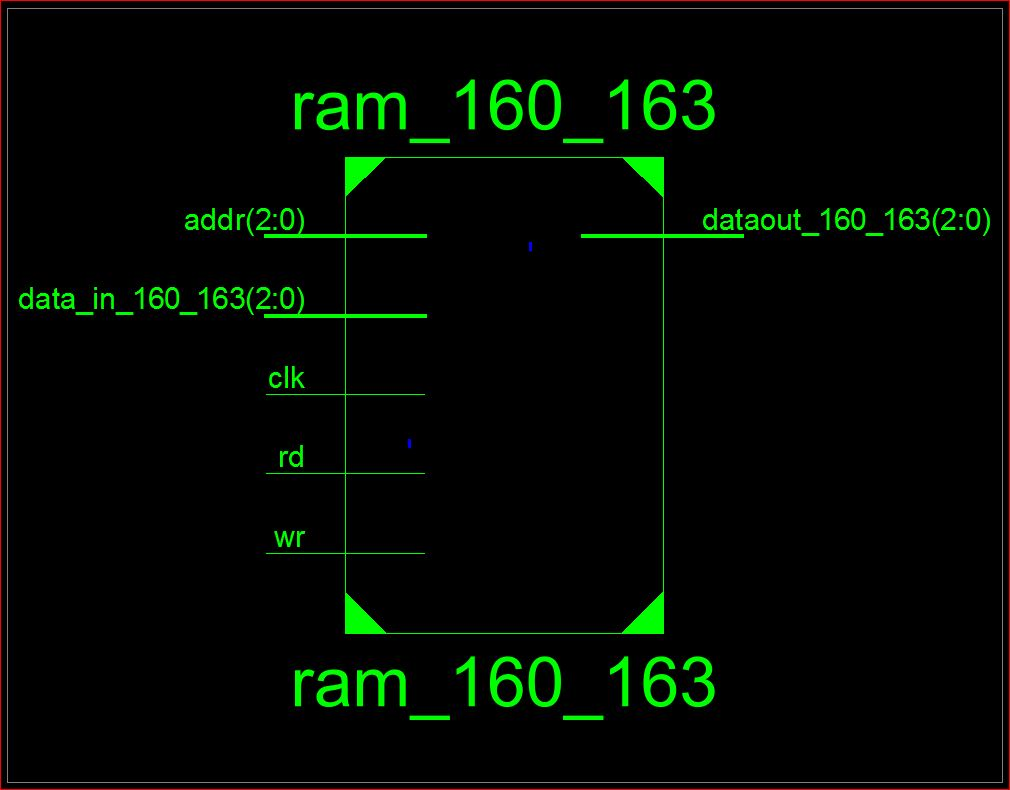 ram_160_163
addr(2:0)
dataout_160_163(2:0)
data_in_160_163(2:0)
clk
rd
wr
ram_160_163